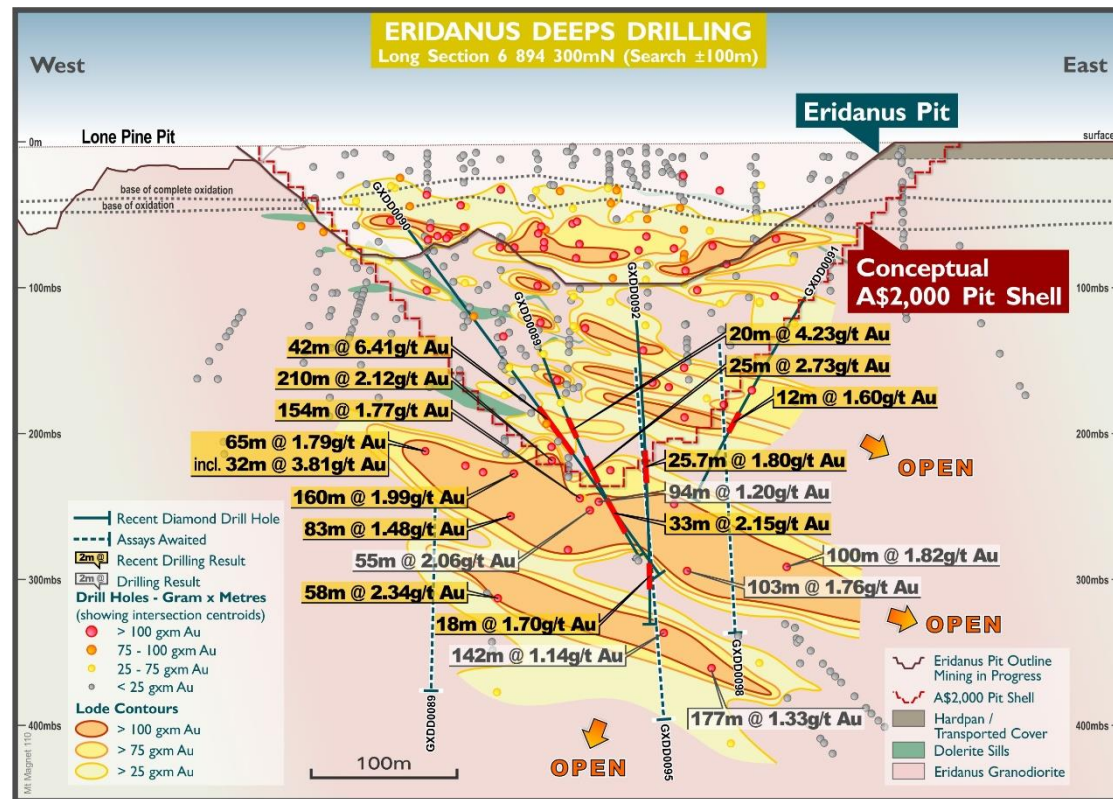 ERIDANUS DEEPS DRILLING
Long Section 6 894 300mN (Search ±100m)
West
East
Eridanus Pit
Lone Pine Pit
0m
surface
base of complete oxidation
base of oxidation
GXDD0090
GXDD0089
GXDD0092
GXDD0091
Conceptual
A$2,000 Pit Shell
100mbs
100mbs
42m @ 6.41g/t Au
210m @ 2.12g/t Au
154m @ 1.77g/t Au
65m @ 1.79g/t Au
incl. 32m @ 3.81g/t Au
160m @ 1.99g/t Au
83m @ 1.48g/t Au
55m @ 2.06g/t Au
58m @ 2.34g/t Au
18m @ 1.70g/t Au
142m @ 1.14g/t Au
20m @ 4.23g/t Au
25m @ 2.73g/t Au
12m @ 1.60g/t Au
25.7m @ 1.80g/t Au
94m @ 1.20g/t Au
33m @ 2.15g/t Au
100m @ 1.82g/t Au
103m @ 1.76g/t Au
177m @ 1.33g/t Au
200mbs
200mbs
OPEN
300mbs
300mbs
OPEN
400mbs
400mbs
OPEN
GXDD0089
GXDD0095
GXDD0098
100m
Recent Diamond Drill Hole
Assays Awaited
2m @ Recent Drilling Result
2m @ Drilling Result
Drill Holes - Gram x Metres
(showing intersection centroids)
> 100 gxm Au
75 - 100 gxm Au
25 - 75 gxm Au
< 25 gxm Au
Lode Contours
> 100 gxm Au
> 75 gxm Au
> 25 gxm Au
Mt Magnet 110
Eridanus Pit Outline
Mining in Progress
A$2,000 Pit Shell
Hardpan /
Transported Cover
Dolerite Sills
Eridanus Granodiorite